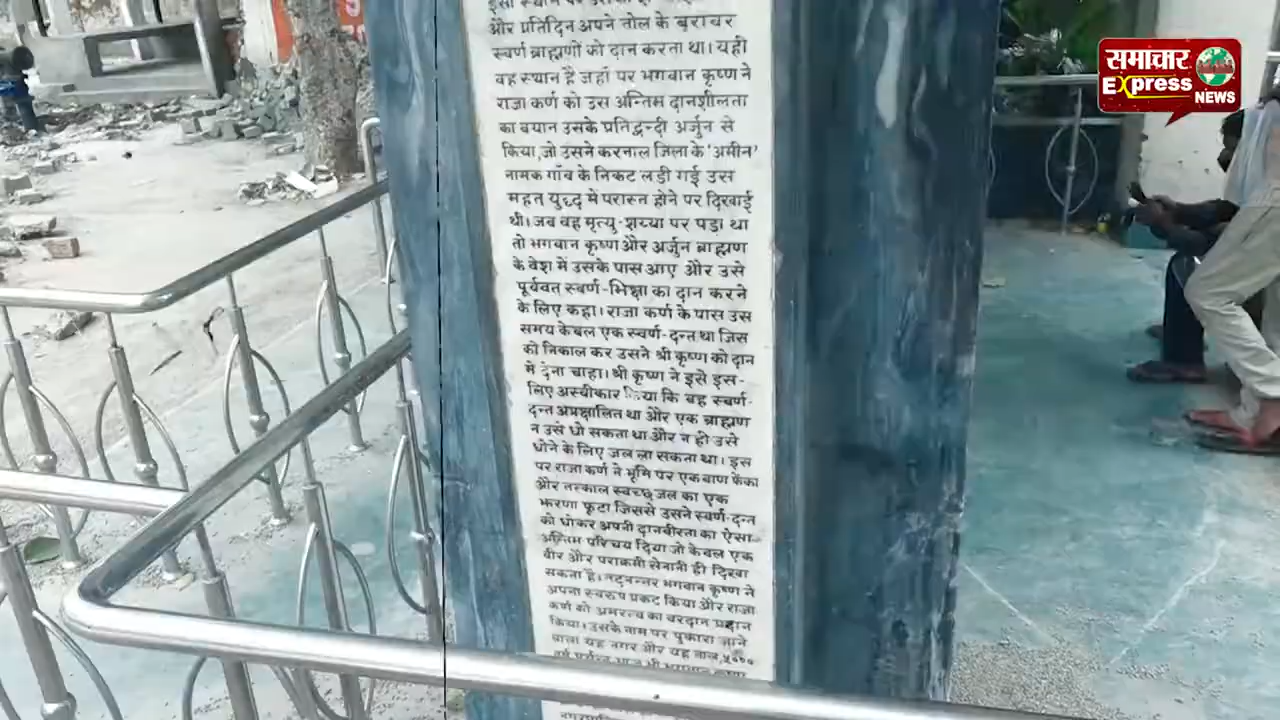 और प्रतिदिन अपने तोल के बराबर
स्वर्ण ब्राह्मणों को दान करता था। यही
वह स्थान है जहाँ पर भगवान कृष्ण ने
राजा कर्ण को उस अन्तिम दानशीलता
का बयान उसके प्रतिद्वन्दी अर्जुन से
किया, जो उसने करनाल जिला के 'अमीन'
नामक गाँव के निकट लड़ी गई उस
महत युद्ध में परास्त होने पर दिखाई
थी। जब वह मृत्यु-शय्या पर पड़ा था
तो भगवान कृष्ण और अर्जुन ब्राह्मण
के वेश में उसके पास आए और उसे
पूर्ववत स्वर्ण-भिक्षा का दान करने
के लिए कहा। राजा कर्ण के पास उस
समय केवल एक स्वर्ण-दन्त था जिस
को निकाल कर उसने श्री कृष्ण को दान
में देना चाहा। श्री कृष्ण ने इसे इस-
लिए अस्वीकार किया कि वह स्वर्ण-
दन्त अप्रक्षालित था और एक ब्राह्मण
न उसे धो सकता था और न ही उसे
धोने के लिए जल ला सकता था। इस
पर राजा कर्ण ने भूमि पर एक बाण फेंका
और तत्काल स्वच्छ जल का एक
झरणा फूटा जिससे उसने स्वर्ण-दन्त
को धोकर अपनी दानवीरता का ऐसा
अन्तिम परिचय दिया जो केवल एक
वीर और पराक्रमी सेनानी ही दिखा
सकता है। तदनन्तर भगवान कृष्ण ने
अपना स्वरुप प्रकट किया और राजा
कर्ण को अमरत्व का वरदान प्रदान
किया। उसके नाम पर पुकारा जाने
वाला यह नगर और यह ताल, ५०००
समाचार
Express
NEWS